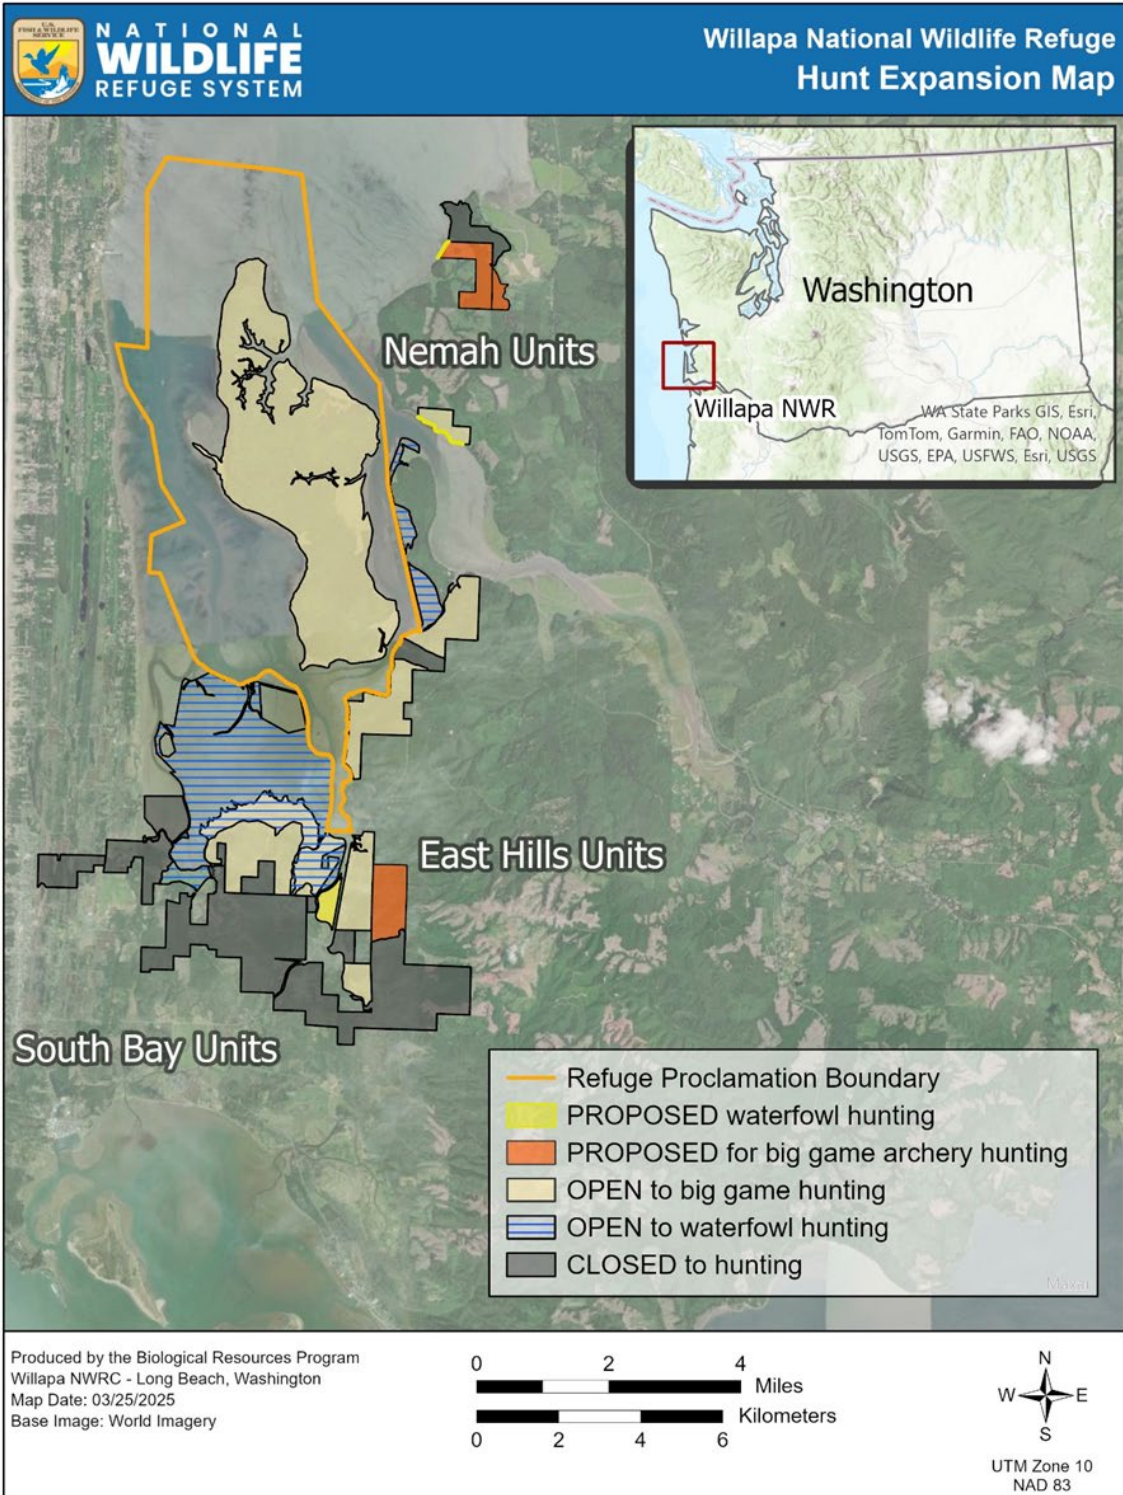 U.S.
FISH & WILDLIFE
SERVICE
NATIONAL
WILDLIFE
REFUGE SYSTEM
Willapa National Wildlife Refuge
Hunt Expansion Map
Washington
Willapa NWR
WA State Parks GIS, Esri,
TomTom, Garmin, FAO, NOAA,
USGS, EPA, USFWS, Esri, USGS
Nemah Units
East Hills Units
South Bay Units
Refuge Proclamation Boundary
PROPOSED waterfowl hunting
PROPOSED for big game archery hunting
OPEN to big game hunting
OPEN to waterfowl hunting
CLOSED to hunting
Maxar
Produced by the Biological Resources Program
Willapa NWRC - Long Beach, Washington
Map Date: 03/25/2025
Base Image: World Imagery
0 2 4
Miles
Kilometers
0 2 4 6
N
W E
S
UTM Zone 10
NAD 83